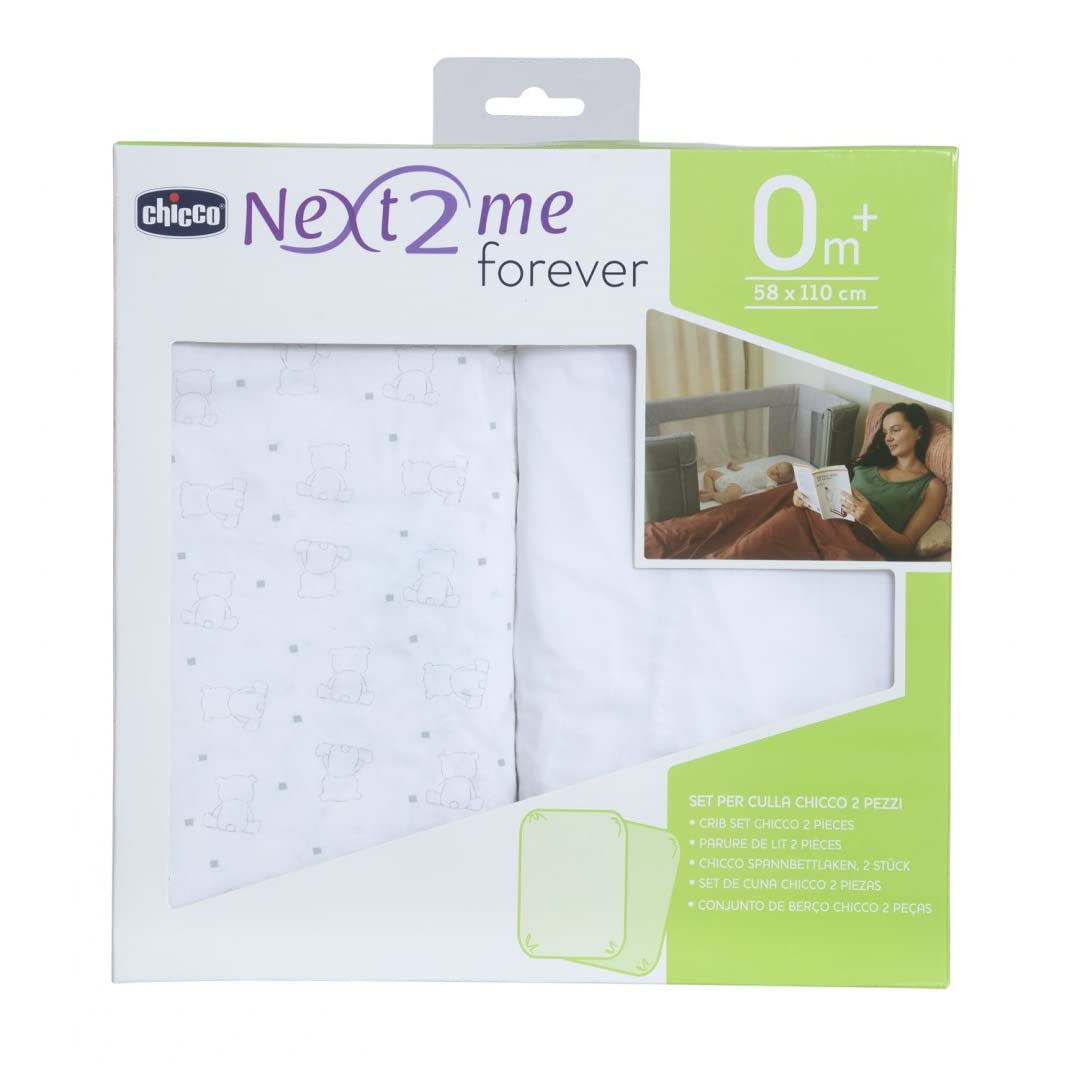 chicco
Next2me
forever
0m+
58 x 110 cm
SET PER CULLA CHICCO 2 PEZZI
• CRIB SET CHICCO 2 PIECES
• PARURE DE LIT 2 PIÈCES
• CHICCO SPANNBETTLAKEN, 2 STÜCK
• SET DE CUNA CHICCO 2 PIEZAS
• CONJUNTO DE BERÇO CHICCO 2 PEÇAS